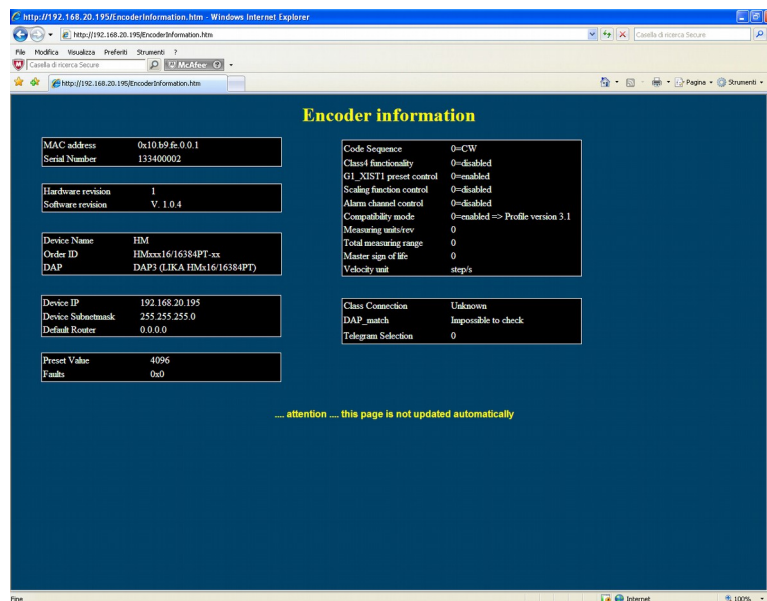 http://192.168.20.195/EncoderInformation.htm - Windows Internet Explorer
http://192.168.20.195/EncoderInformation.htm
Casella di ricerca Secure
File Modifica Visualizza Preferiti Strumenti ?
Casella di ricerca Secure McAfee
http://192.168.20.195/EncoderInformation.htm
Pagina Strumenti
Encoder information
MAC address 0x10.b9.fe.0.0.1
Serial Number 133400002
Hardware revision 1
Software revision V. 1.0.4
Device Name HM
Order ID HMxxx16/16384PT-xx
DAP DAP3 (LIKA HMx16/16384PT)
Device IP 192.168.20.195
Device Subnetmask 255.255.255.0
Default Router 0.0.0.0
Preset Value 4096
Faults 0x0
Code Sequence 0=CW
Class4 functionality 0=disabled
G1_XIST1 preset control 0=enabled
Scaling function control 0=disabled
Alarm channel control 0=disabled
Compatibility mode 0=enabled => Profile version 3.1
Measuring units/rev 0
Total measuring range 0
Master sign of life 0
Velocity unit step/s
Class Connection Unknown
DAP_match Impossible to check
Telegram Selection 0
.... attention .... this page is not updated automatically
Fine Internet 100%